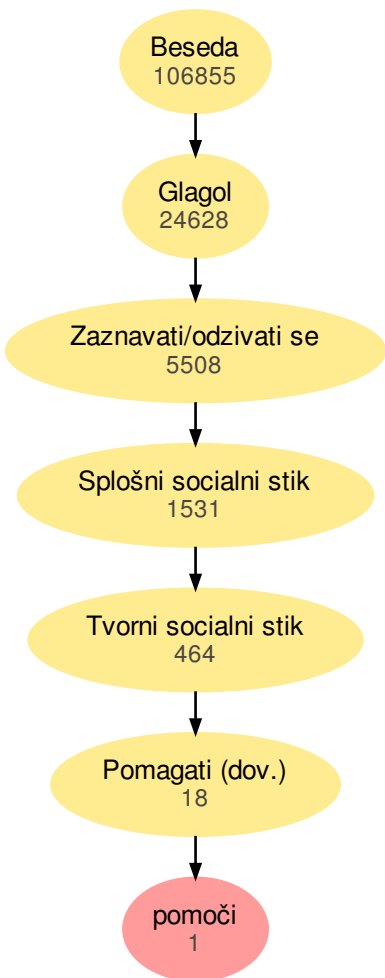 Beseda
106855
Glagol
24628
Zaznavati/odzivati se
5508
Splošni socialni stik
1531
Tvorni socialni stik
464
Pomagati (dov.)
18
pomoči
1